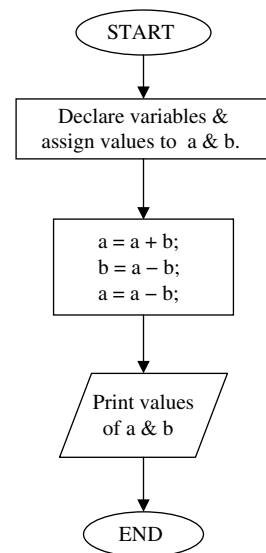 START
Declare variables &
assign values to a & b.
a = a + b;
b = a − b;
a = a − b;
Print values
of a & b
END